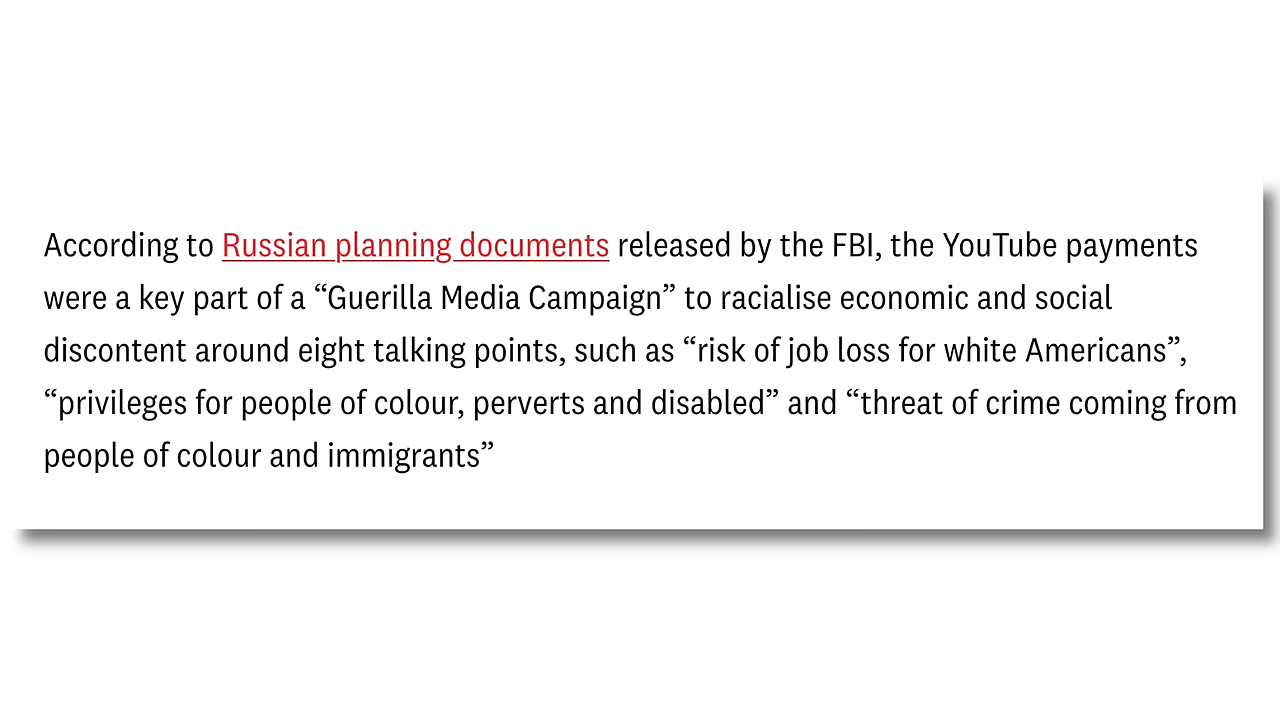 According to Russian planning documents released by the FBI, the YouTube payments
were a key part of a “Guerilla Media Campaign” to racialise economic and social
discontent around eight talking points, such as “risk of job loss for white Americans”,
“privileges for people of colour, perverts and disabled” and “threat of crime coming from
people of colour and immigrants”